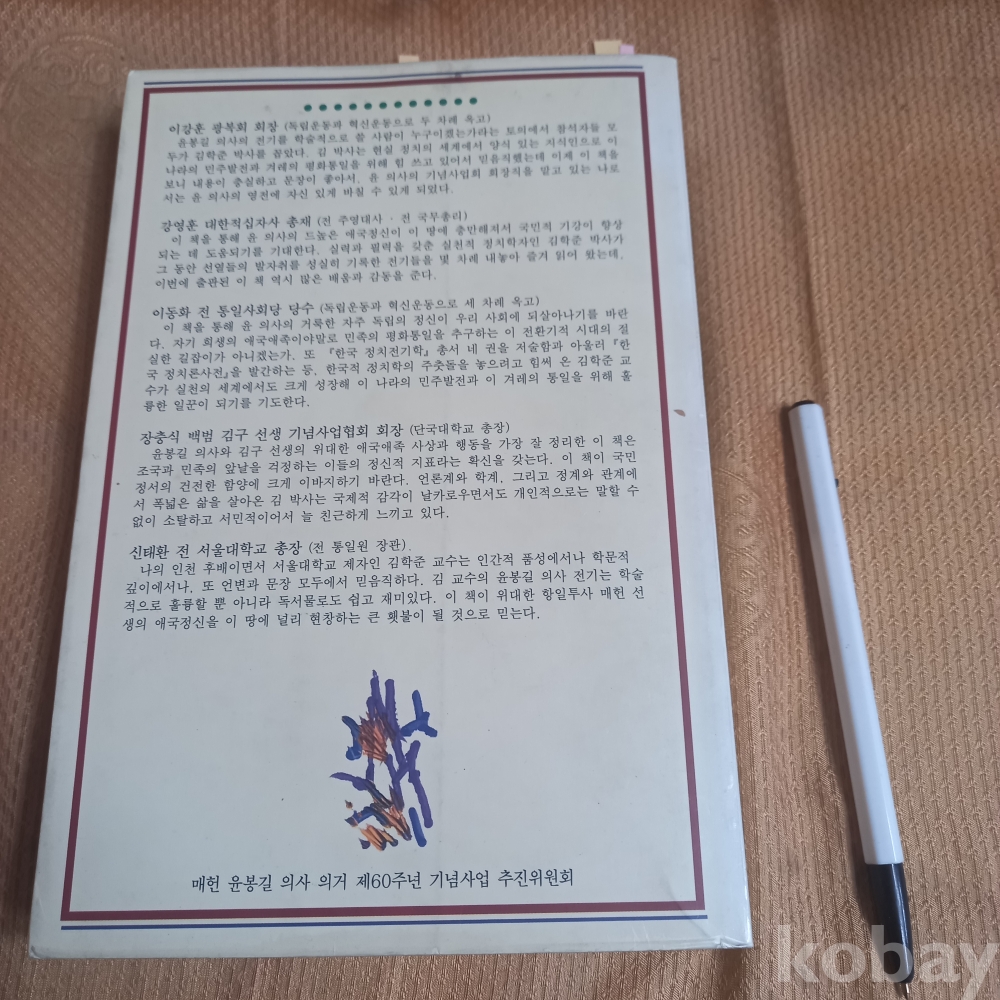 이강훈 광복회 회장 (독립운동과 혁신운동으로 두 차례 옥고)
윤봉길 의사의 전기를 학술적으로 쓸 사람이 누구이겠는가라는 토의에서 참석자들 모
두가 김학준 박사를 꼽았다. 김 박사는 현실 정치의 세계에서 양식 있는 지식인으로 이
나라의 민주발전과 겨레의 평화통일을 위해 힘 쓰고 있어서 믿음직했는데 이제 이 책을
보니 내용이 충실하고 문장이 좋아서, 윤 의사의 기념사업회 회장직을 맡고 있는 나로
서는 윤 의사의 영전에 자신 있게 바칠 수 있게 되었다.
강영훈 대한적십자사 총재 (전 주영대사 · 전 국무총리)
이 책을 통해 윤 의사의 드높은 애국정신이 이 땅에 충만해져서 국민적 기강이 향상
되는 데 도움되기를 기대한다. 실력과 필력을 갖춘 실천적 정치학자인 김학준 박사가
그 동안 선열들의 발자취를 성실히 기록한 전기들을 몇 차례 내놓아 즐겨 읽어 왔는데,
이번에 출판된 이 책 역시 많은 배움과 감동을 준다.
이동화 전 통일사회당 당수 (독립운동과 혁신운동으로 세 차례 옥고)
이 책을 통해 윤 의사의 거룩한 자주 독립의 정신이 우리 사회에 되살아나기를 바란
다. 자기 희생의 애국애족이야말로 민족의 평화통일을 추구하는 이 전환기적 시대의 절
실한 길잡이가 아니겠는가. 또 『한국 정치전기학』 총서 네 권을 저술함과 아울러 『한
국 정치론사전』을 발간하는 등, 한국적 정치학의 주춧돌을 놓으려고 힘써 온 김학준 교
수가 실천의 세계에서도 크게 성장해 이 나라의 민주발전과 이 겨레의 통일을 위해 훌
륭한 일꾼이 되기를 기도한다.
장충식 백범 김구 선생 기념사업협회 회장 (단국대학교 총장)
윤봉길 의사와 김구 선생의 위대한 애국애족 사상과 행동을 가장 잘 정리한 이 책은
조국과 민족의 앞날을 걱정하는 이들의 정신적 지표라는 확신을 갖는다. 이 책이 국민
정서의 건전한 함양에 크게 이바지하기 바란다. 언론계와 학계, 그리고 정계와 관계에
서 폭넓은 삶을 살아온 김 박사는 국제적 감각이 날카로우면서도 개인적으로는 말할 수
없이 소탈하고 서민적이어서 늘 친근하게 느끼고 있다.
신태환 전 서울대학교 총장 (전 통일원 장관).
나의 인천 후배이면서 서울대학교 제자인 김학준 교수는 인간적 품성에서나 학문적
깊이에서나, 또 언변과 문장 모두에서 믿음직하다. 김 교수의 윤봉길 의사 전기는 학술
적으로 훌륭할 뿐 아니라 독서물로도 쉽고 재미있다. 이 책이 위대한 항일투사 매헌 선
생의 애국정신을 이 땅에 널리 현창하는 큰 횃불이 될 것으로 믿는다.
매헌 윤봉길 의사 의거 제60주년 기념사업 추진위원회
kobay